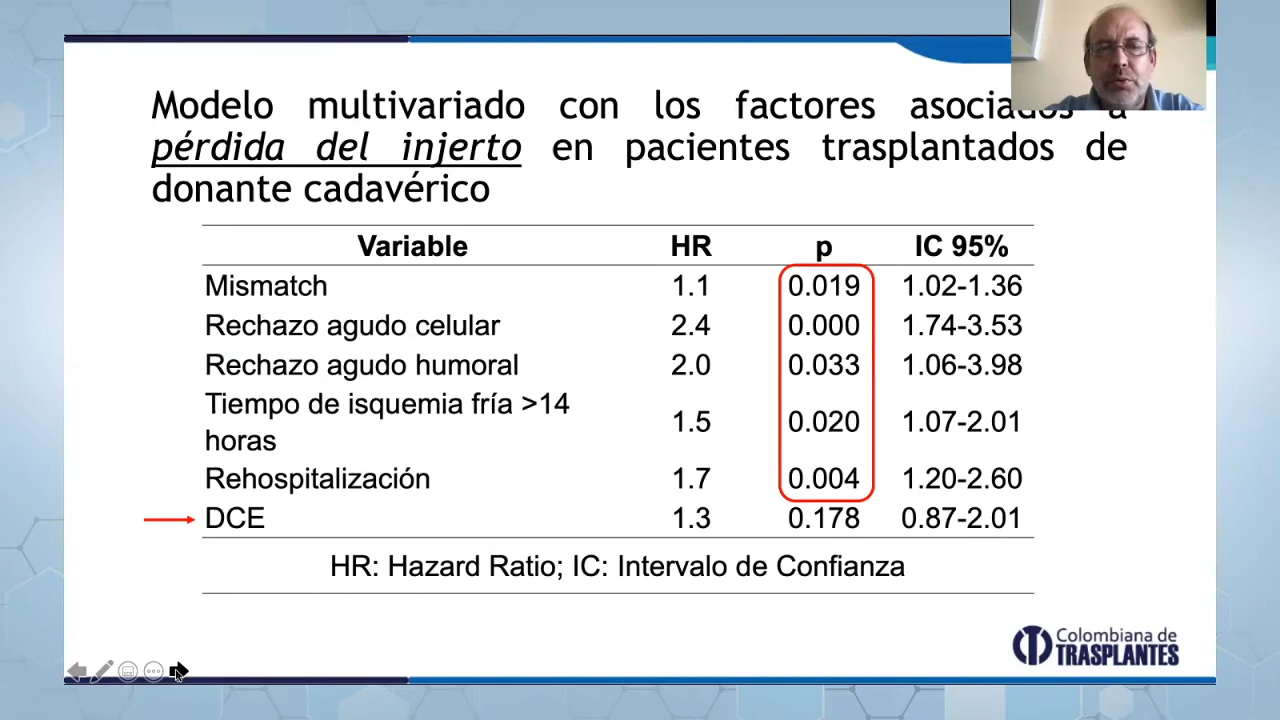 Modelo multivariado con los factores asociados a
pérdida del injerto en pacientes trasplantados de
donante cadavérico
Variable HR p IC 95%
Mismatch 1.1 0.019 1.02-1.36
Rechazo agudo celular 2.4 0.000 1.74-3.53
Rechazo agudo humoral 2.0 0.033 1.06-3.98
Tiempo de isquemia fría >14
horas 1.5 0.020 1.07-2.01
Rehospitalización 1.7 0.004 1.20-2.60
DCE 1.3 0.178 0.87-2.01
HR: Hazard Ratio; IC: Intervalo de Confianza
Colombiana de
TRASPLANTES